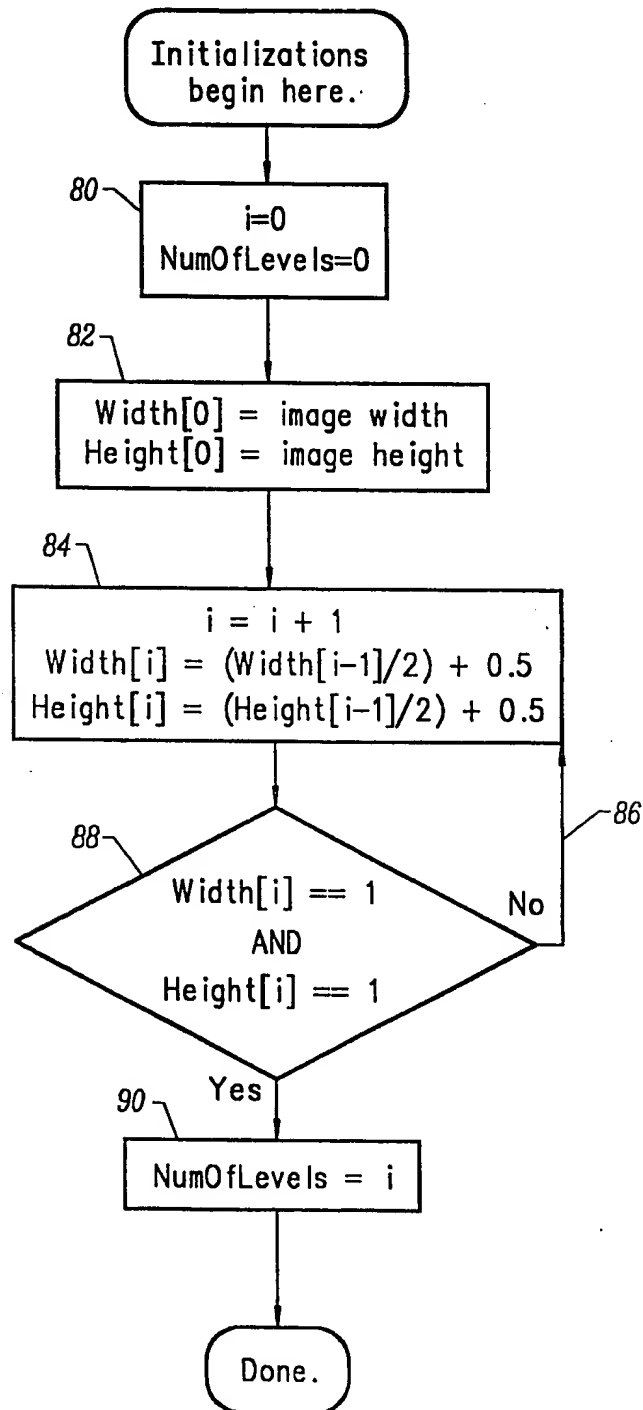 Initializations
begin here.
80
i=0
NumOfLevels=0
82
Width[0] = image width
Height[0] = image height
84
i = i + 1
Width[i] = (Width[i-1]/2) + 0.5
Height[i] = (Height[i-1]/2) + 0.5
86
88
Width[i] == 1
AND
Height[i] == 1
No
Yes
90
NumOfLevels = i
Done.